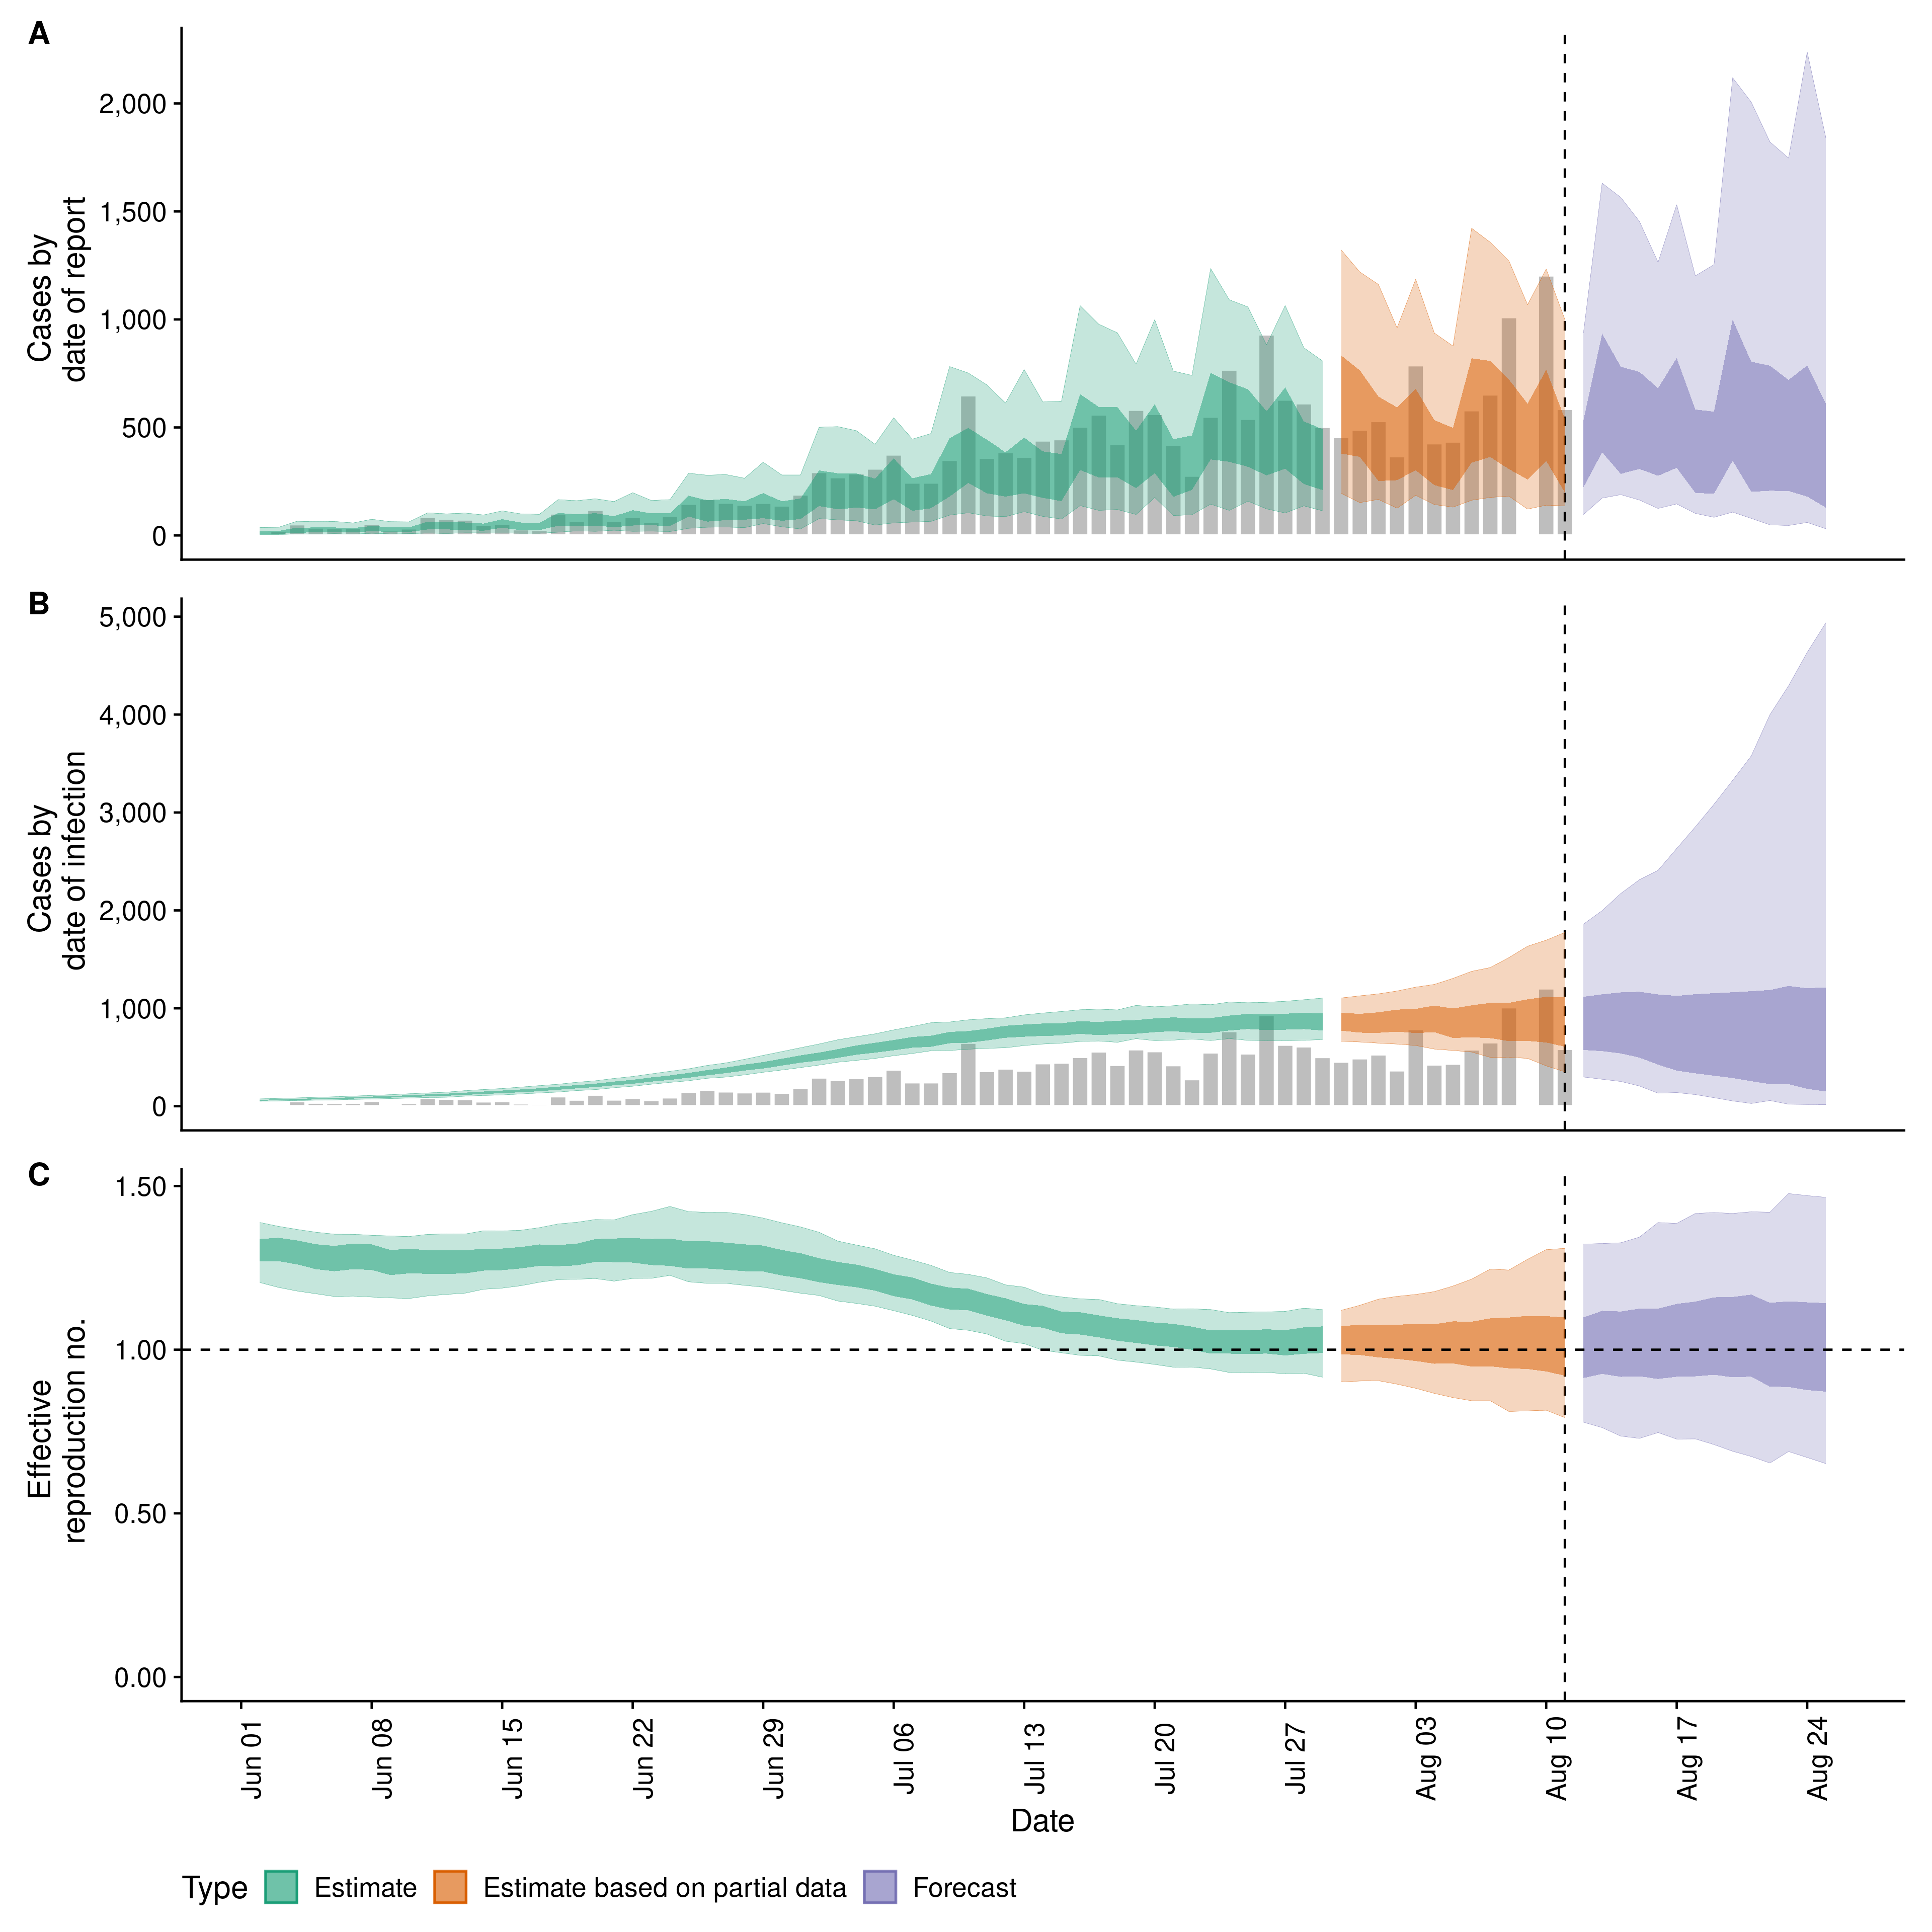 A
Cases by
date of report
2,000
1,500
1,000
500
0
B
Cases by
date of infection
5,000
4,000
3,000
2,000
1,000
0
C
Effective
reproduction no.
1.50
1.00
0.50
0.00
Jun 01
Jun 08
Jun 15
Jun 22
Jun 29
Jul 06
Jul 13
Jul 20
Jul 27
Aug 03
Aug 10
Aug 17
Aug 24
Date
Type Estimate Estimate based on partial data Forecast